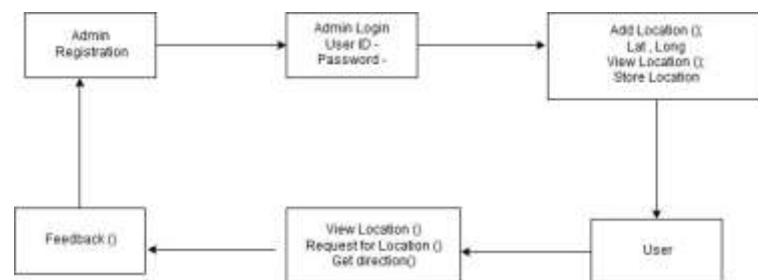 Admin
Registration
Admin Login
User ID -
Password -
Add Location ();
Lat , Long
View Location ();
Store Location
Feedback ()
View Location ()
Request for Location ()
Get direction()
User